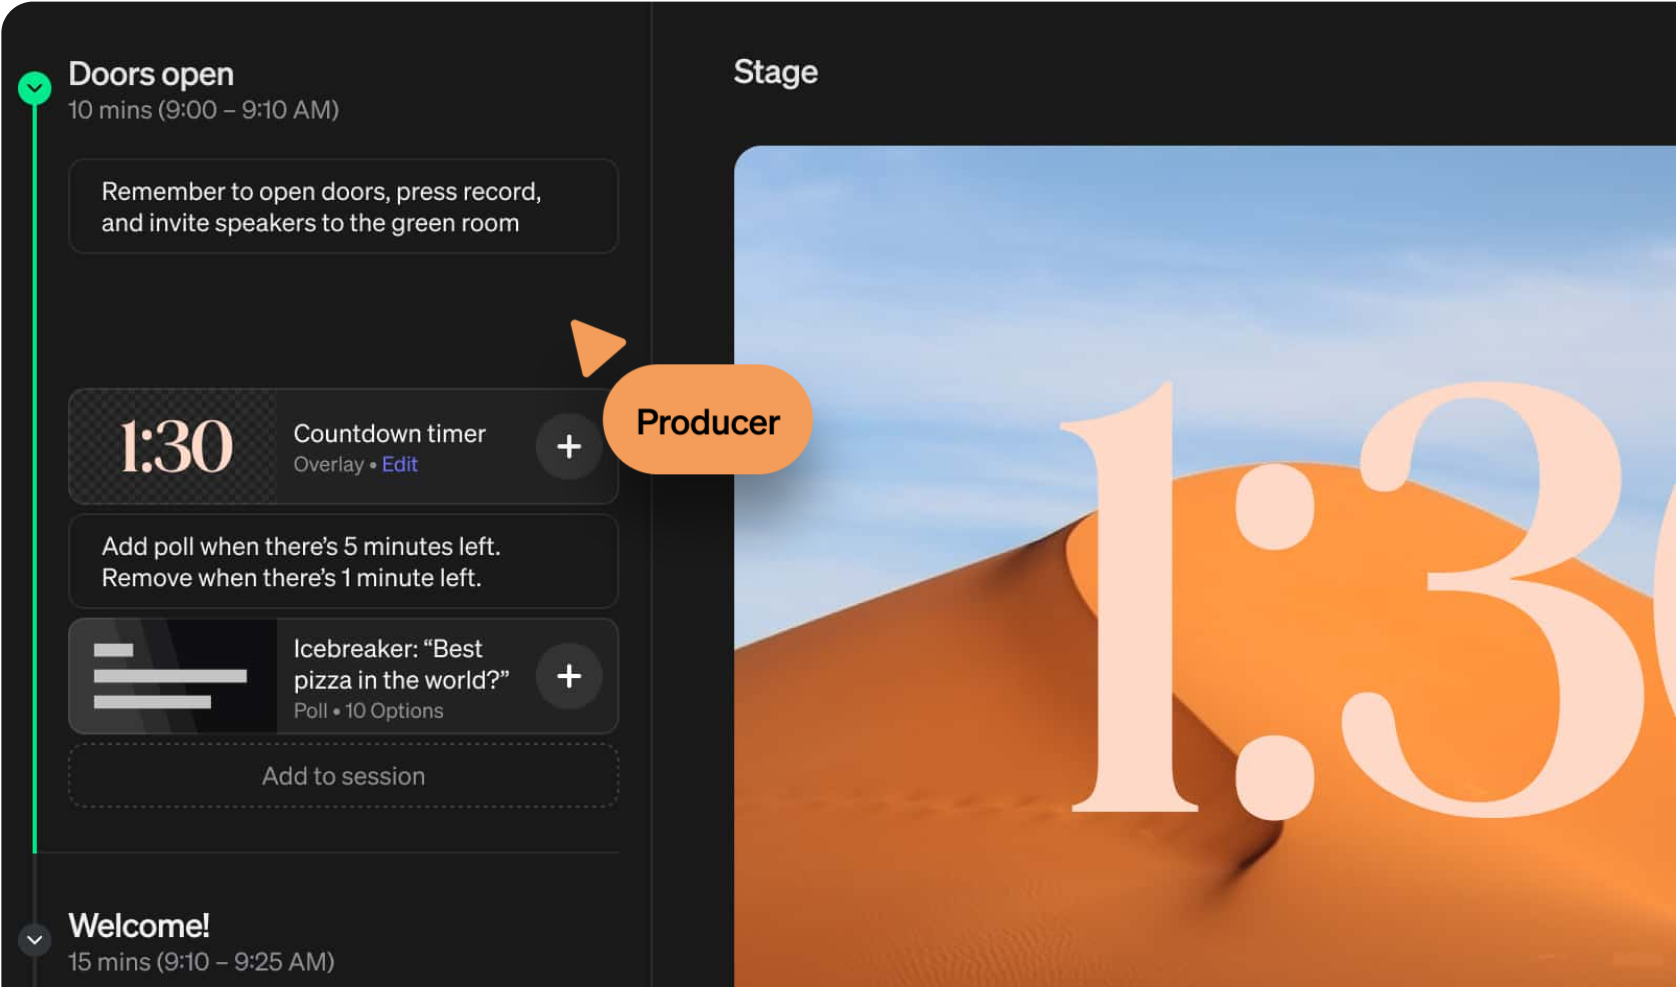 Doors open
10 mins (9:00 – 9:10 AM)
Remember to open doors, press record,
and invite speakers to the green room
1:30
Countdown timer
Overlay • Edit
Add poll when there’s 5 minutes left.
Remove when there’s 1 minute left.
Icebreaker: “Best
pizza in the world?”
Poll • 10 Options
Add to session
Welcome!
15 mins (9:10 – 9:25 AM)
Producer
Stage
1:3